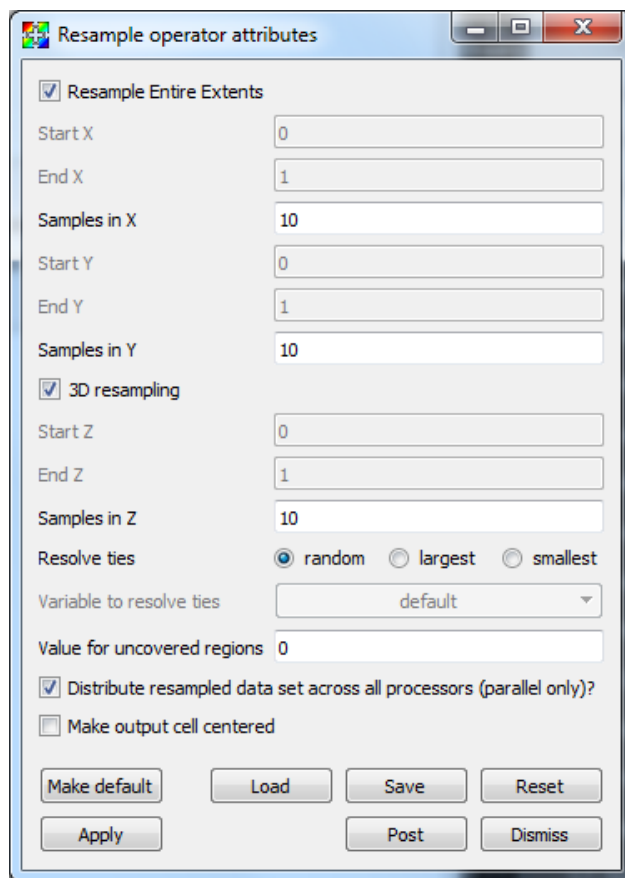 Resample operator attributes
Resample Entire Extents
Start X 0
End X 1
Samples in X 10
Start Y 0
End Y 1
Samples in Y 10
3D resampling
Start Z 0
End Z 1
Samples in Z 10
Resolve ties random largest smallest
Variable to resolve ties default
Value for uncovered regions 0
Distribute resampled data set across all processors (parallel only)?
Make output cell centered
Make default Load Save Reset
Apply Post Dismiss